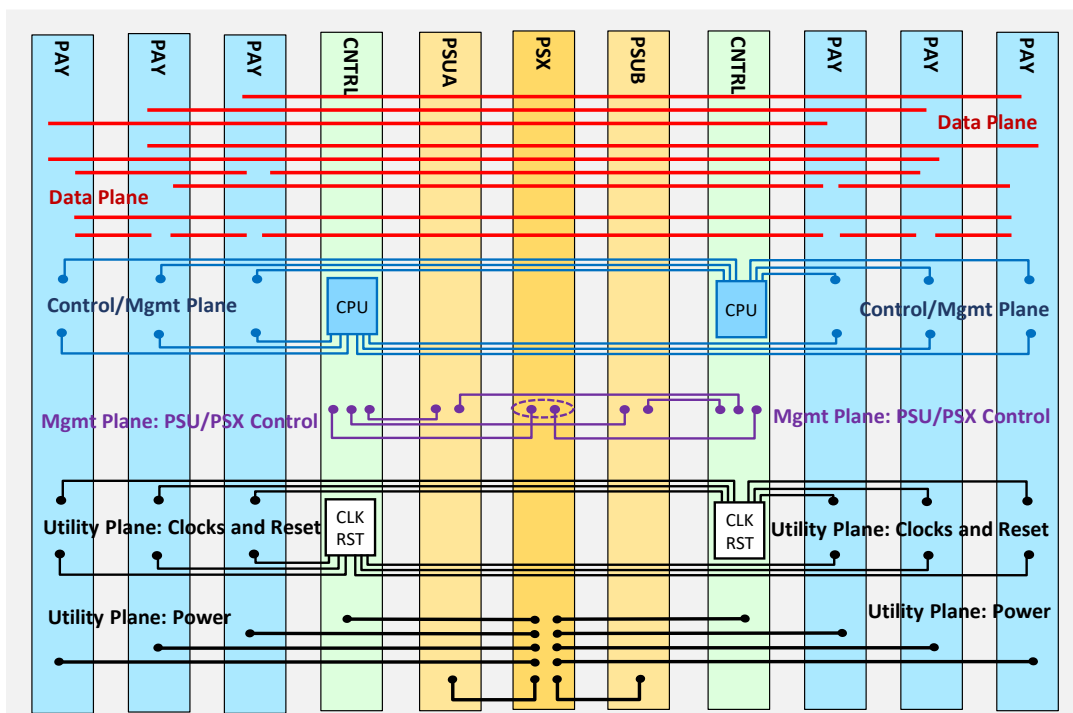 PAY
PAY
PAY
CNTRL
PSUA
PSX
PSUB
CNTRL
PAY
PAY
PAY
Data Plane
Data Plane
Control/Mgmt Plane
CPU
CPU
Control/Mgmt Plane
Mgmt Plane: PSU/PSX Control
Mgmt Plane: PSU/PSX Control
Utility Plane: Clocks and Reset
CLK
RST
CLK
RST
Utility Plane: Clocks and Reset
Utility Plane: Power
Utility Plane: Power